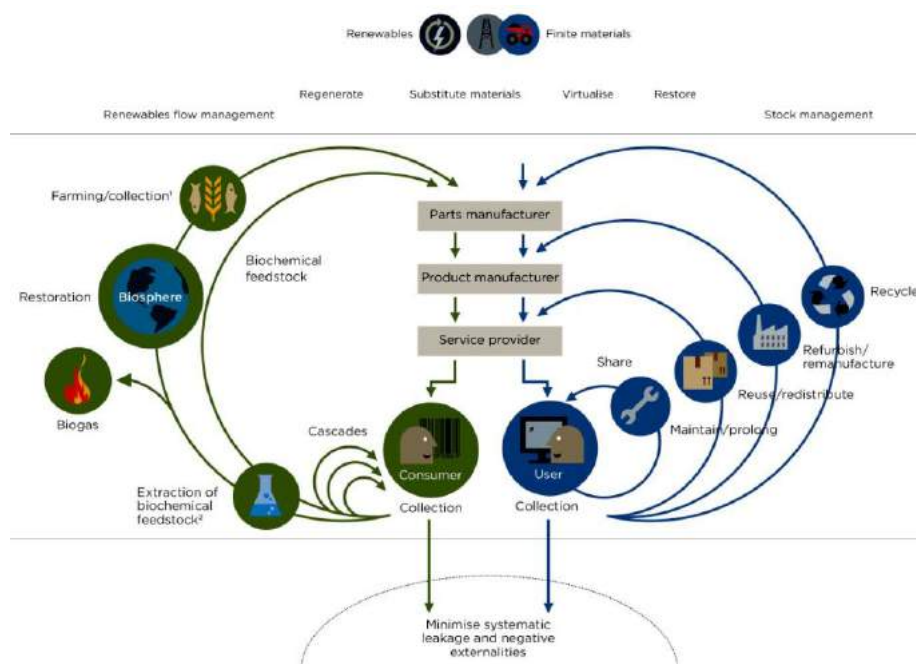 Renewables
Finite materials
Regenerate
Substitute materials
Virtualise
Restore
Renewables flow management
Stock management
Farming/collection¹
Parts manufacturer
Biochemical
feedstock
Product manufacturer
Restoration
Biosphere
Recycle
Service provider
Share
Refurbish/
remanufacture
Reuse/redistribute
Biogas
Cascades
Maintain/prolong
Consumer
User
Extraction of
biochemical
feedstock²
Collection
Collection
Minimise systematic
leakage and negative
externalities